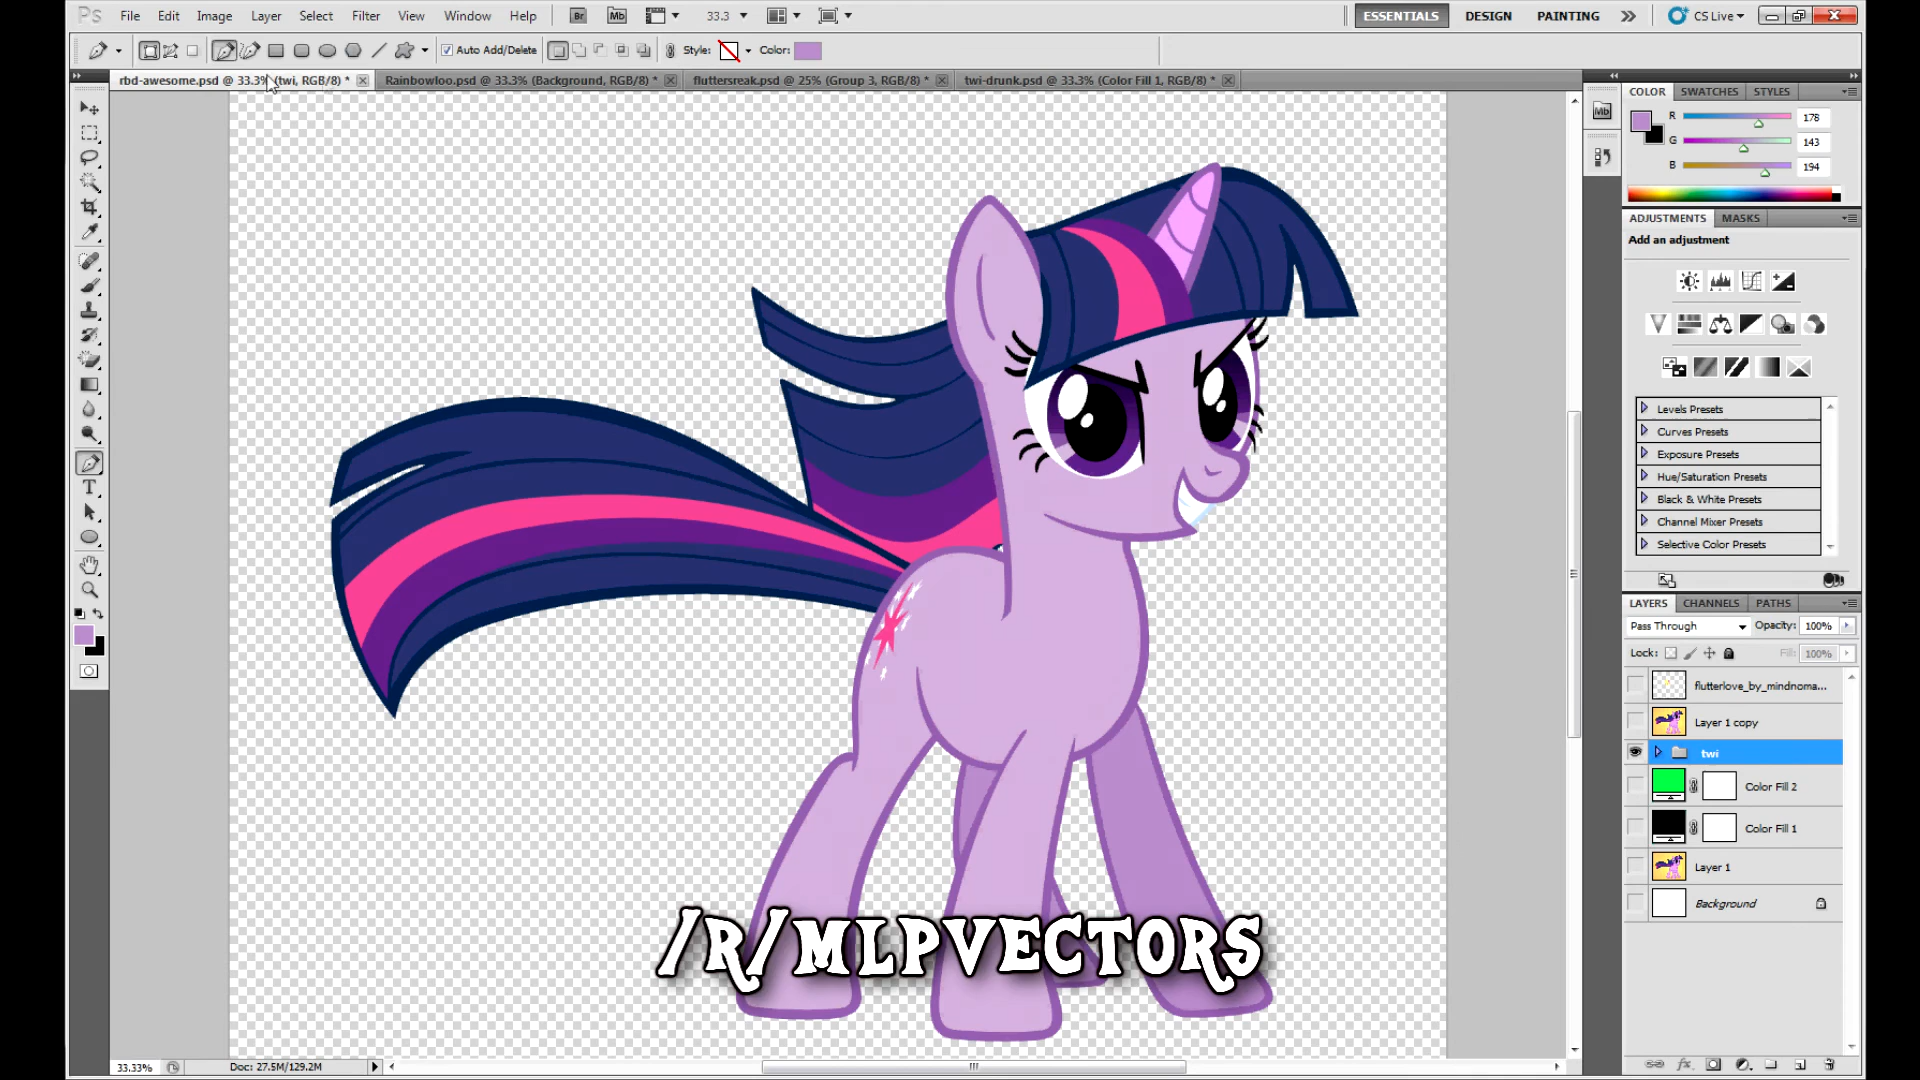 Ps File Edit Image Layer Select Filter View Window Help Br Mb 33.3 ESSENTIALS DESIGN PAINTING CS Live
Auto Add/Delete Style: Color:
rbd-awesome.psd @ 33.3% (twi, RGB/8) * Rainbowloo.psd @ 33.3% (Background, RGB/8) * fluttersreak.psd @ 25% (Group 3, RGB/8) * twi-drunk.psd @ 33.3% (Color Fill 1, RGB/8) *
COLOR SWATCHES STYLES
Mb
R 178
G 143
B 194
ADJUSTMENTS MASKS
Add an adjustment
Levels Presets
Curves Presets
Exposure Presets
Hue/Saturation Presets
Black & White Presets
Channel Mixer Presets
Selective Color Presets
T
LAYERS CHANNELS PATHS
Pass Through Opacity: 100%
Lock: Fill: 100%
flutterlove_by_mindnoma...
Layer 1 copy
twi
Color Fill 2
Color Fill 1
Layer 1
Background
/R/MLPVECTORS
33.33% Doc: 27.5M/129.2M
fx